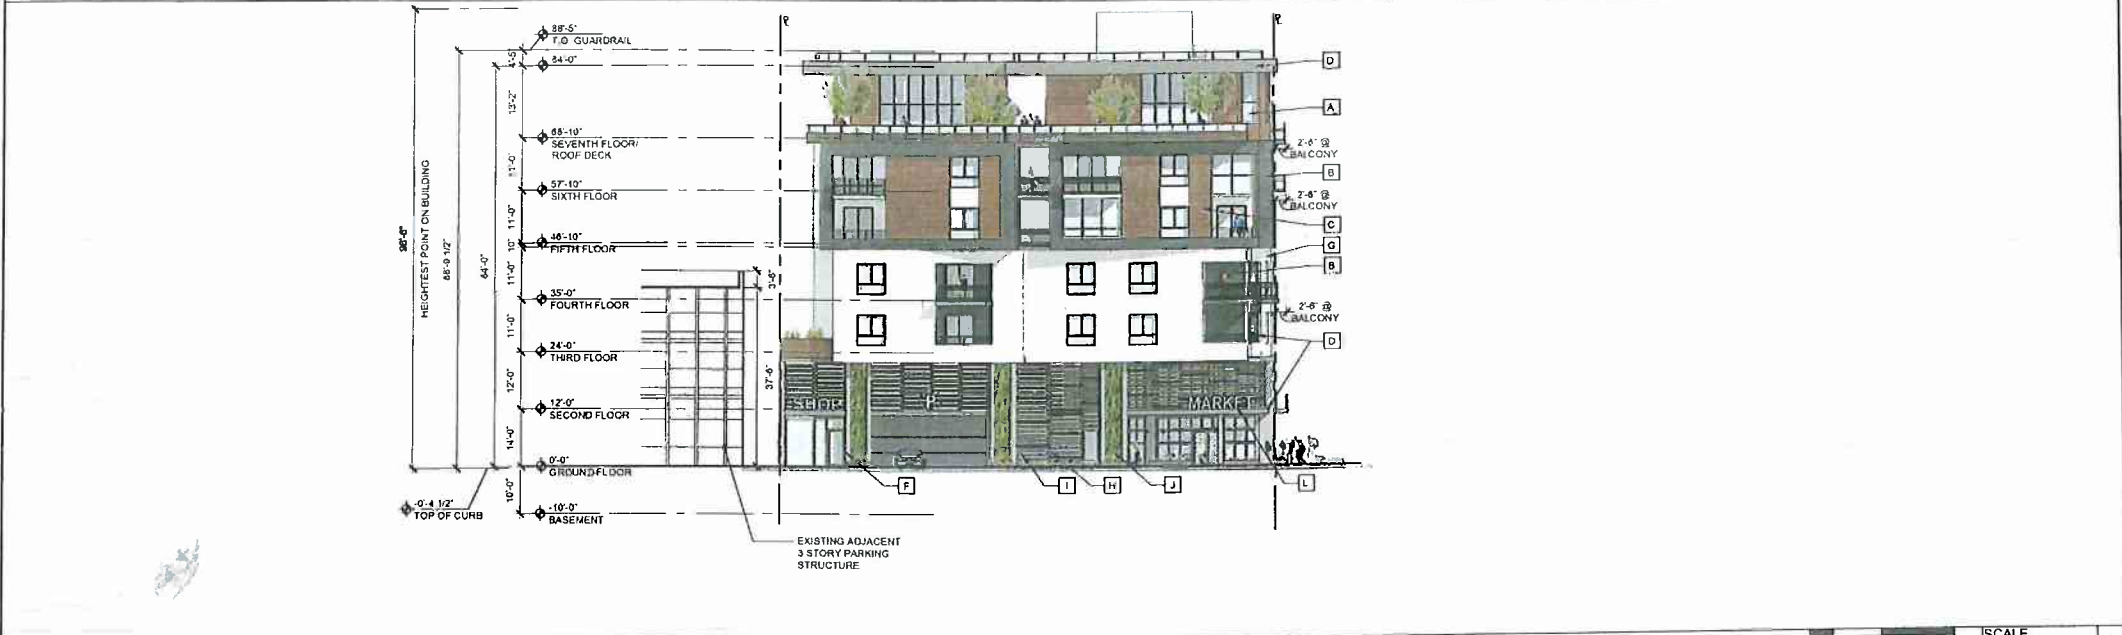 88'-5"
T.O. GUARDRAIL
84'-0"
4'-5"
13'-2"
68'-10"
SEVENTH FLOOR/
ROOF DECK
11'-0"
57'-10"
SIXTH FLOOR
11'-0"
46'-10"
FIFTH FLOOR
10"
11'-0"
35'-0"
FOURTH FLOOR
11'-0"
24'-0"
THIRD FLOOR
12'-0"
12'-0"
SECOND FLOOR
14'-0"
0'-0"
GROUND FLOOR
10'-0"
-10'-0"
BASEMENT
-0'-4 1/2"
TOP OF CURB
HEIGHTEST POINT ON BUILDING
88'-9 1/2"
84'-0"
3'-6"
37'-6"
SHOP
P
MARKET
D
A
2'-6" @
BALCONY
B
2'-6" @
BALCONY
C
G
B
2'-6" @
BALCONY
D
F
I
H
J
L
EXISTING ADJACENT
3 STORY PARKING
STRUCTURE
SCALE